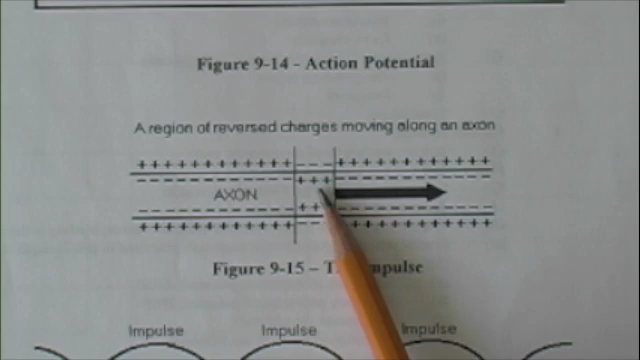 Figure 9-14 - Action Potential
A region of reversed charges moving along an axon
+++++++++++ --- +++++++++++
AXON
Figure 9-15 – The Impulse
Impulse Impulse Impulse